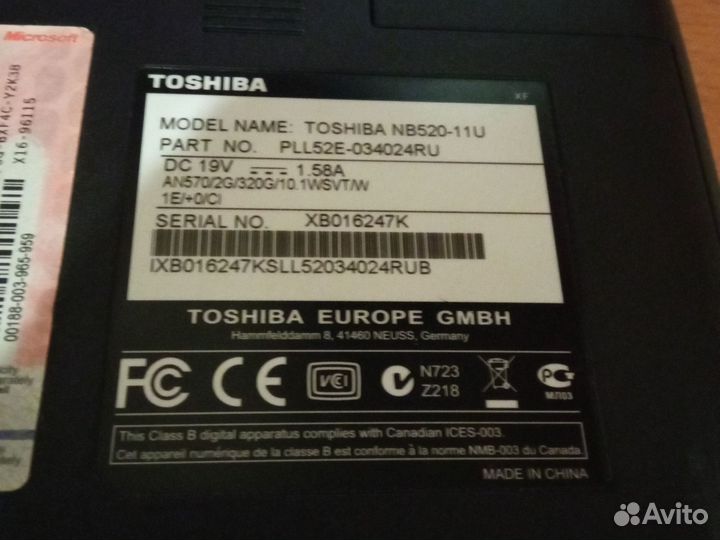 Microsoft
X16-96115
00188-003-965-959
TOSHIBA
XF
MODEL NAME: TOSHIBA NB520-11U
PART NO. PLL52E-034024RU
DC 19V 1.58A
AN570/2G/320G/10.1WSVT/W
1E/+0/CI
SERIAL NO. XB016247K
IXB016247KSLL52034024RUB
TOSHIBA EUROPE GMBH
Hammfelddamm 8, 41460 NEUSS, Germany
FC CE VCI N723
Z218
PC
МЛ03
This Class B digital apparatus complies with Canadian ICES-003.
Cet appareil numérique de la classe B est conforme à la norme NMB-003 du Canada.
MADE IN CHINA
Avito